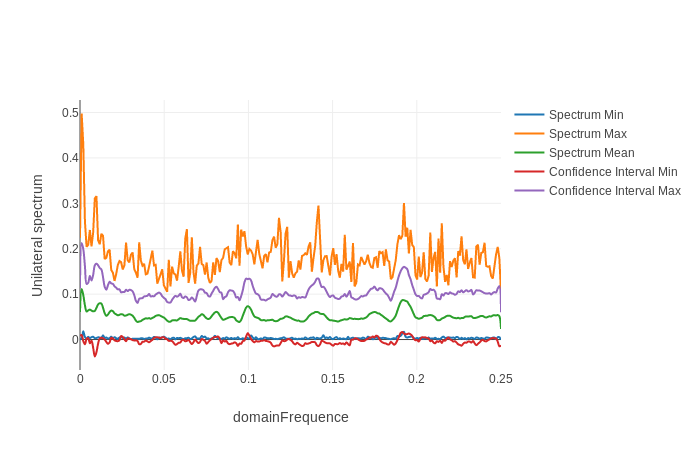 0.5
0.4
0.3
0.2
0.1
0
0
0.05
0.1
0.15
0.2
0.25
Unilateral spectrum
domainFrequence
Spectrum Min
Spectrum Max
Spectrum Mean
Confidence Interval Min
Confidence Interval Max